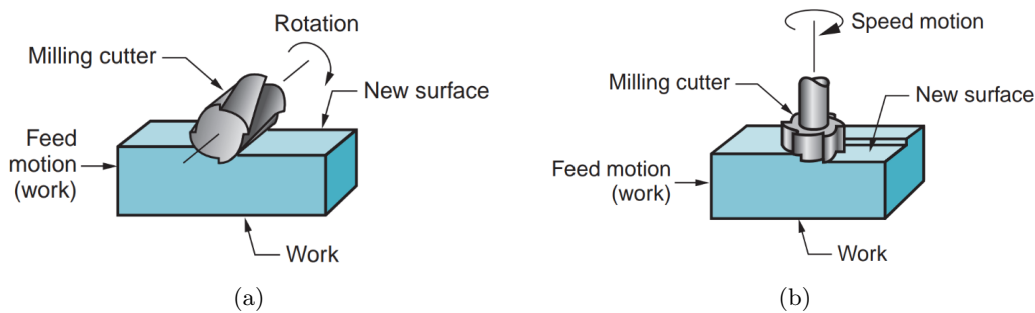 Rotation
Milling cutter
New surface
Feed
motion
(work)
Work
(a)
Speed motion
Milling cutter
New surface
Feed motion
(work)
Work
(b)